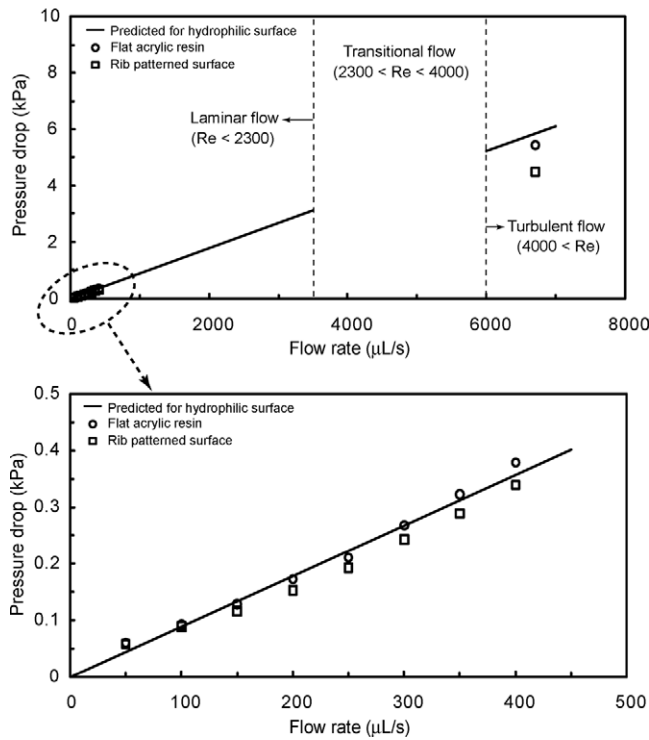 10
8
6
4
2
0
Pressure drop (kPa)
Predicted for hydrophilic surface
Flat acrylic resin
Rib patterned surface
Laminar flow
(Re < 2300)
Transitional flow
(2300 < Re < 4000)
Turbulent flow
(4000 < Re)
0 2000 4000 6000 8000
Flow rate (µL/s)
0.5
0.4
0.3
0.2
0.1
0
Pressure drop (kPa)
Predicted for hydrophilic surface
Flat acrylic resin
Rib patterned surface
0 100 200 300 400 500
Flow rate (µL/s)